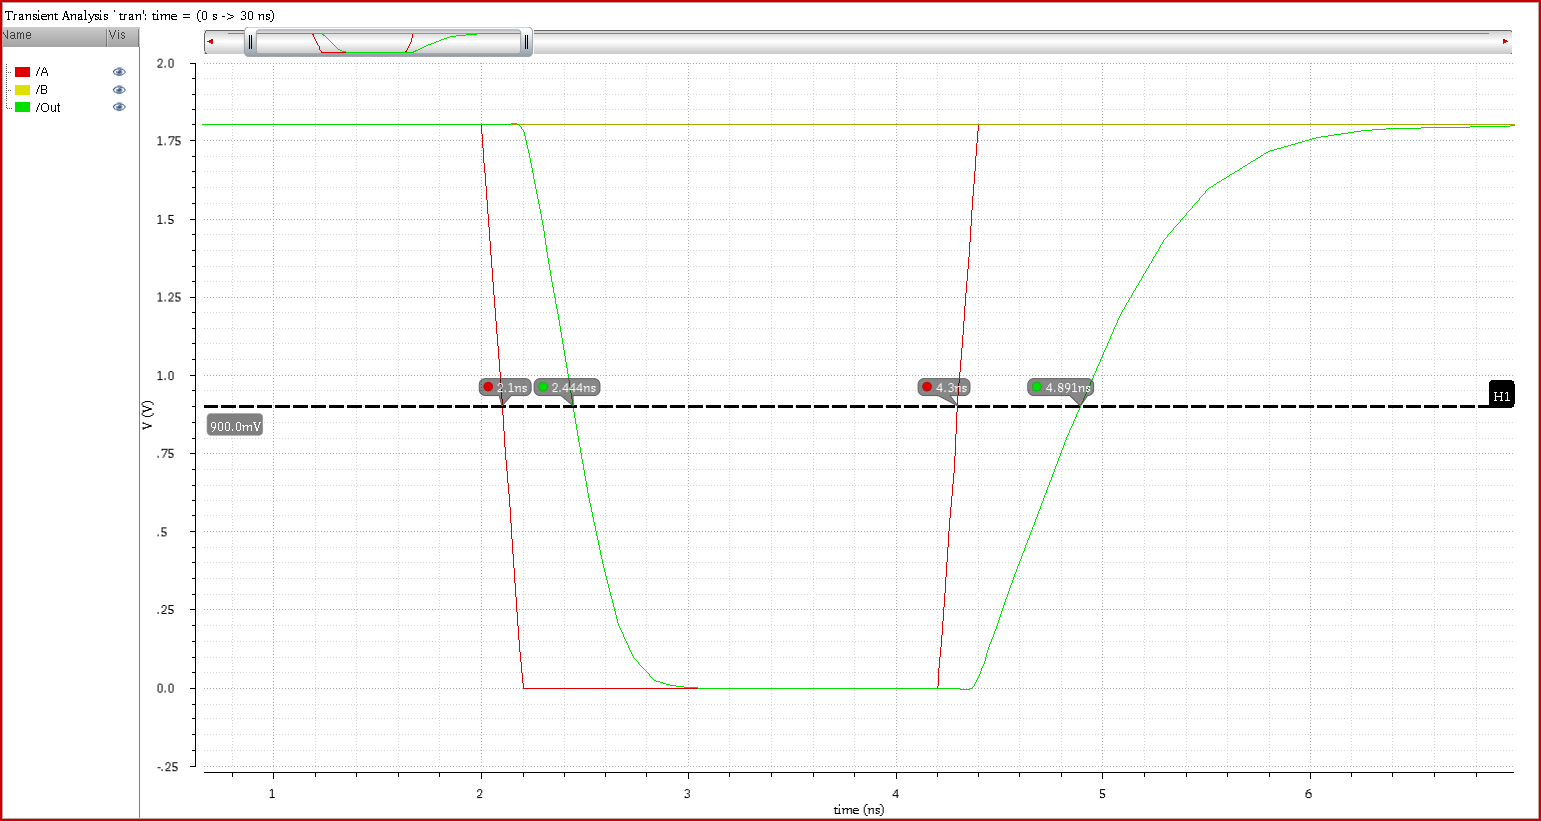 Transient Analysis `tran': time = (0 s -> 30 ns)
Name Vis
/A
/B
/Out
2.0
1.75
1.5
1.25
1.0
2.1ns 2.444ns 4.3ns 4.891ns
H1
900.0mV
V (V)
.75
.5
.25
0.0
-.25
1 2 3 4 5 6
time (ns)